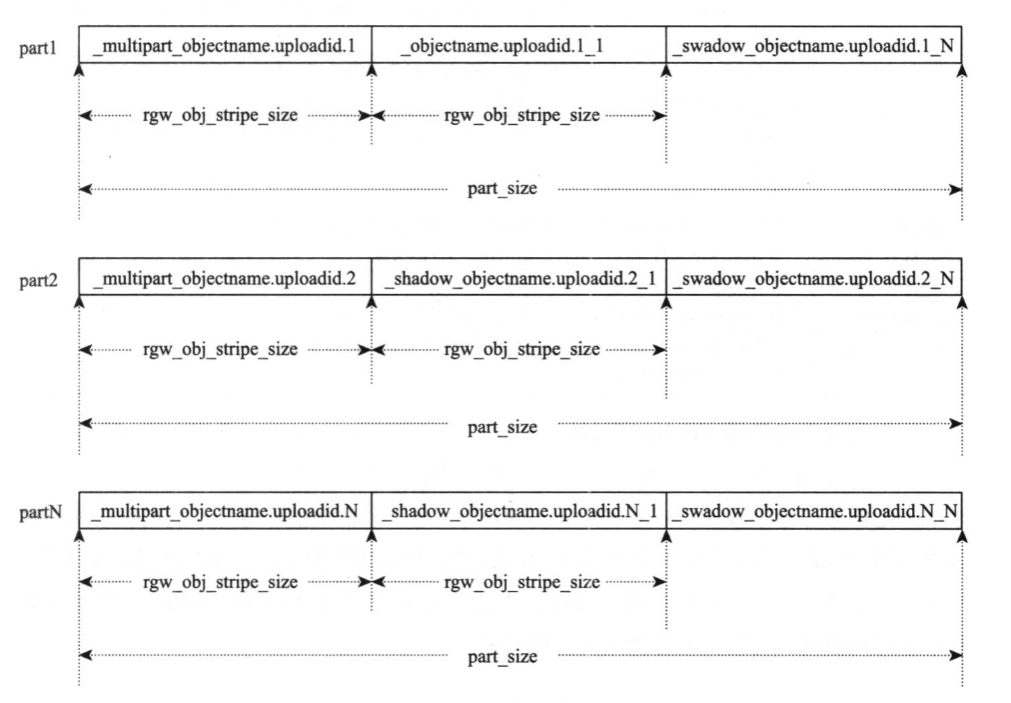 part1 _multipart_objectname.uploadid.1 _objectname.uploadid.1_1 _swadow_objectname.uploadid.1_N
rgw_obj_stripe_size rgw_obj_stripe_size
part_size
part2 _multipart_objectname.uploadid.2 _shadow_objectname.uploadid.2_1 _swadow_objectname.uploadid.2_N
rgw_obj_stripe_size rgw_obj_stripe_size
part_size
partN _multipart_objectname.uploadid.N _shadow_objectname.uploadid.N_1 _swadow_objectname.uploadid.N_N
rgw_obj_stripe_size rgw_obj_stripe_size
part_size